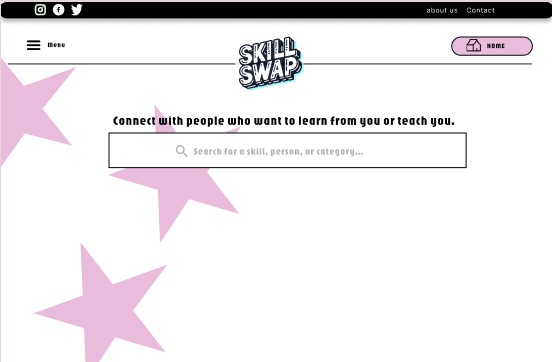 about us Contact
Menu
SKILL
SWAP
HOME
Connect with people who want to learn from you or teach you.
Search for a skill, person, or category...